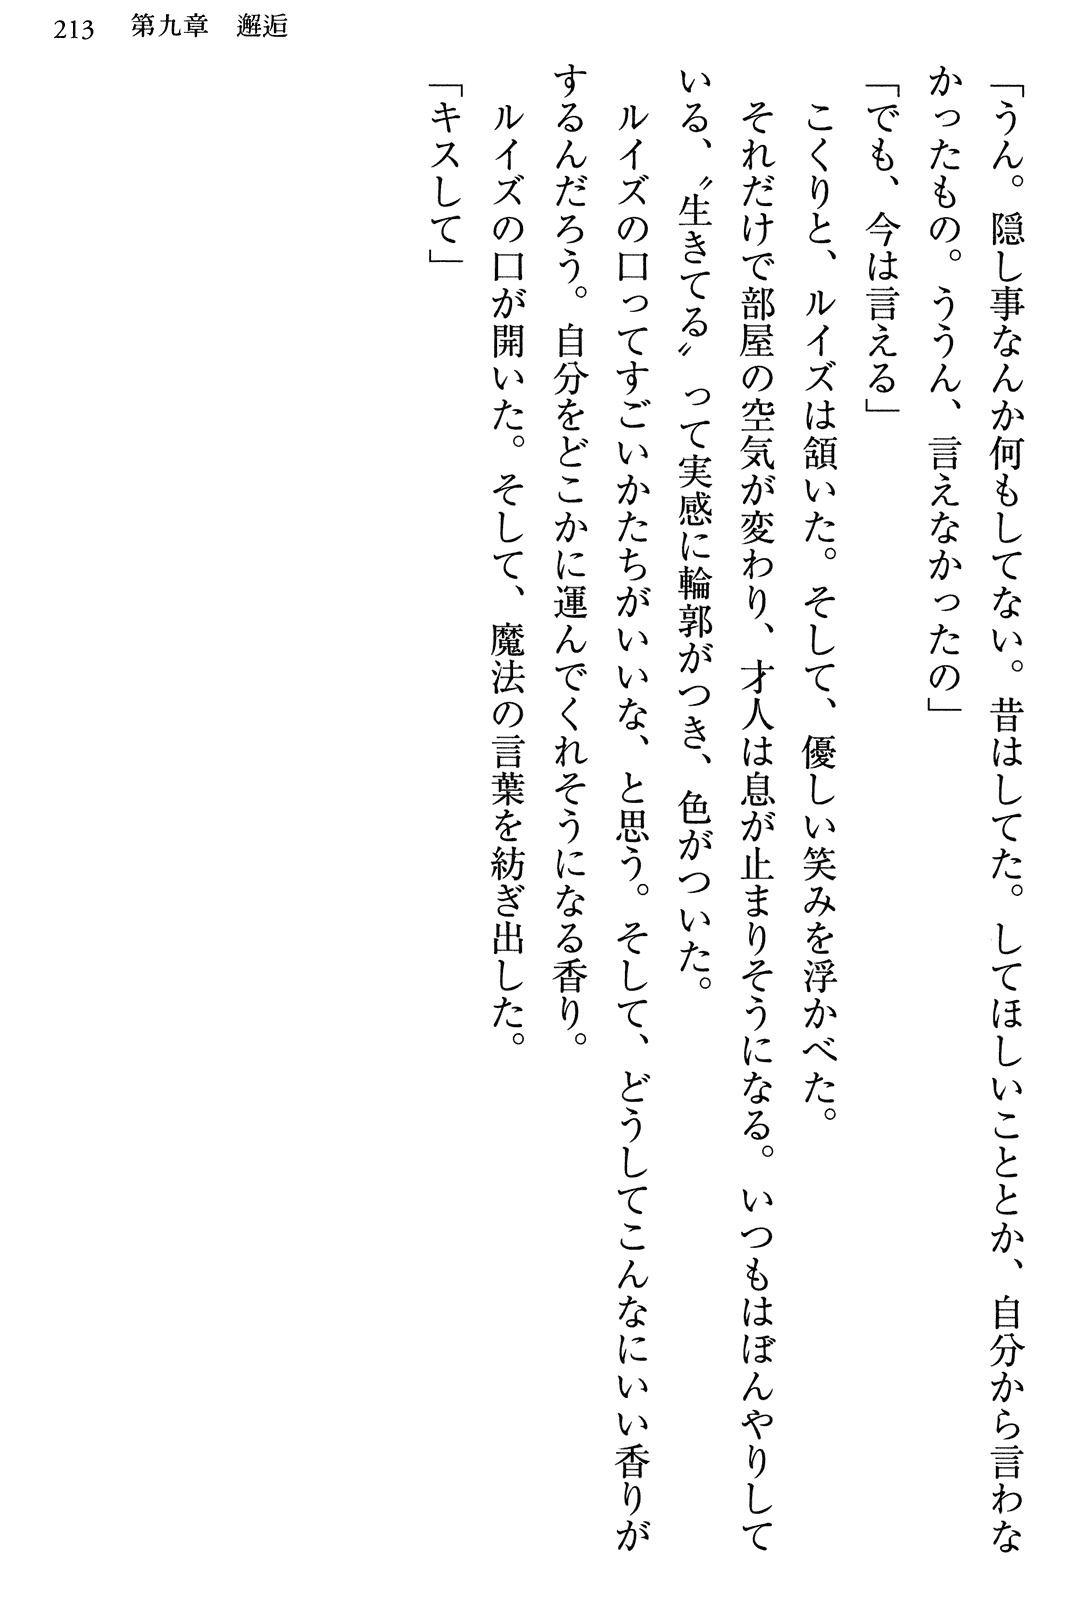 213 第九章 邂逅
「うん。隠し事なんか何もしてない。昔はしてた。してほしいこととか、自分から言わな
かったもの。ううん、言えなかったの」
「でも、今は言える」
こくりと、ルイズは頷いた。そして、優しい笑みを浮かべた。
それだけで部屋の空気が変わり、才人は息が止まりそうになる。いつもはぼんやりして
いる、〝生きてる〟って実感に輪郭がつき、色がついた。
ルイズの口ってすごいかたちがいいな、と思う。そして、どうしてこんなにいい香りが
するんだろう。自分をどこかに運んでくれそうになる香り。
ルイズの口が開いた。そして、魔法の言葉を紡ぎ出した。
「キスして」